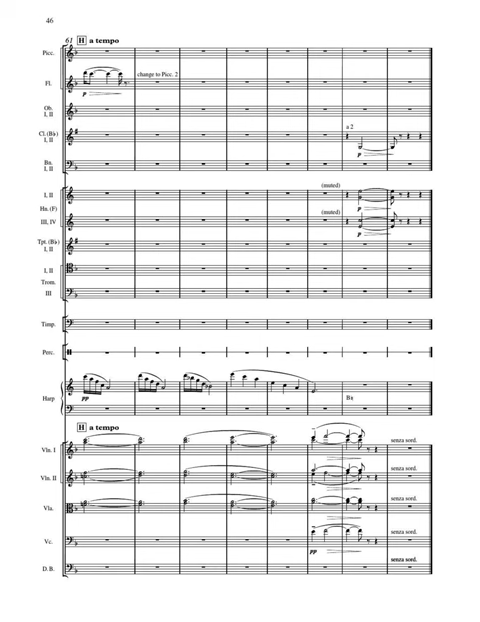 46
61 H a tempo
Picc.
Fl.
change to Picc. 2
p
Ob.
I, II
Cl. (B♭)
I, II
a 2
p
Bn.
I, II
(muted)
I, II
p
Hn. (F)
(muted)
III, IV
p
Tpt. (B♭)
I, II
I, II
Trom.
III
Timp.
Perc.
Harp
pp
H a tempo
Vln. I
senza sord.
Vln. II
senza sord.
Vla.
senza sord.
Vc.
pp
senza sord.
D. B.
senza sord.